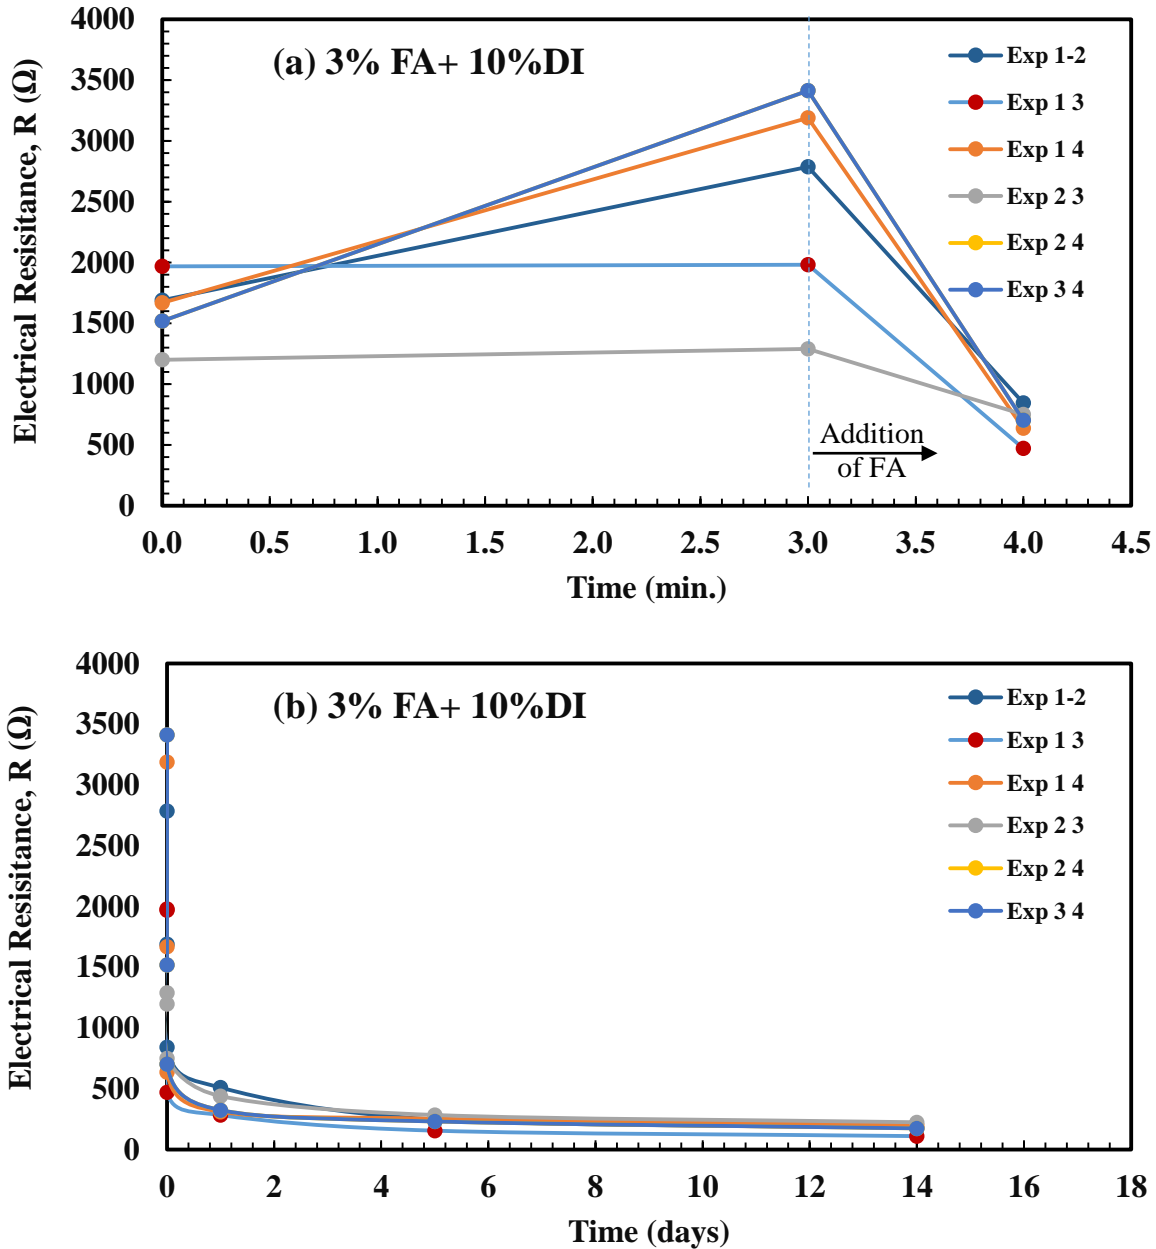 4000
3500
3000
2500
2000
1500
1000
500
0
Electrical Resisitance, R (Ω)
(a) 3% FA+ 10%DI
Exp 1-2
Exp 1 3
Exp 1 4
Exp 2 3
Exp 2 4
Exp 3 4
Addition
of FA
0.0 0.5 1.0 1.5 2.0 2.5 3.0 3.5 4.0 4.5
Time (min.)
4000
3500
3000
2500
2000
1500
1000
500
0
Electrical Resisitance, R (Ω)
(b) 3% FA+ 10%DI
Exp 1-2
Exp 1 3
Exp 1 4
Exp 2 3
Exp 2 4
Exp 3 4
0 2 4 6 8 10 12 14 16 18
Time (days)